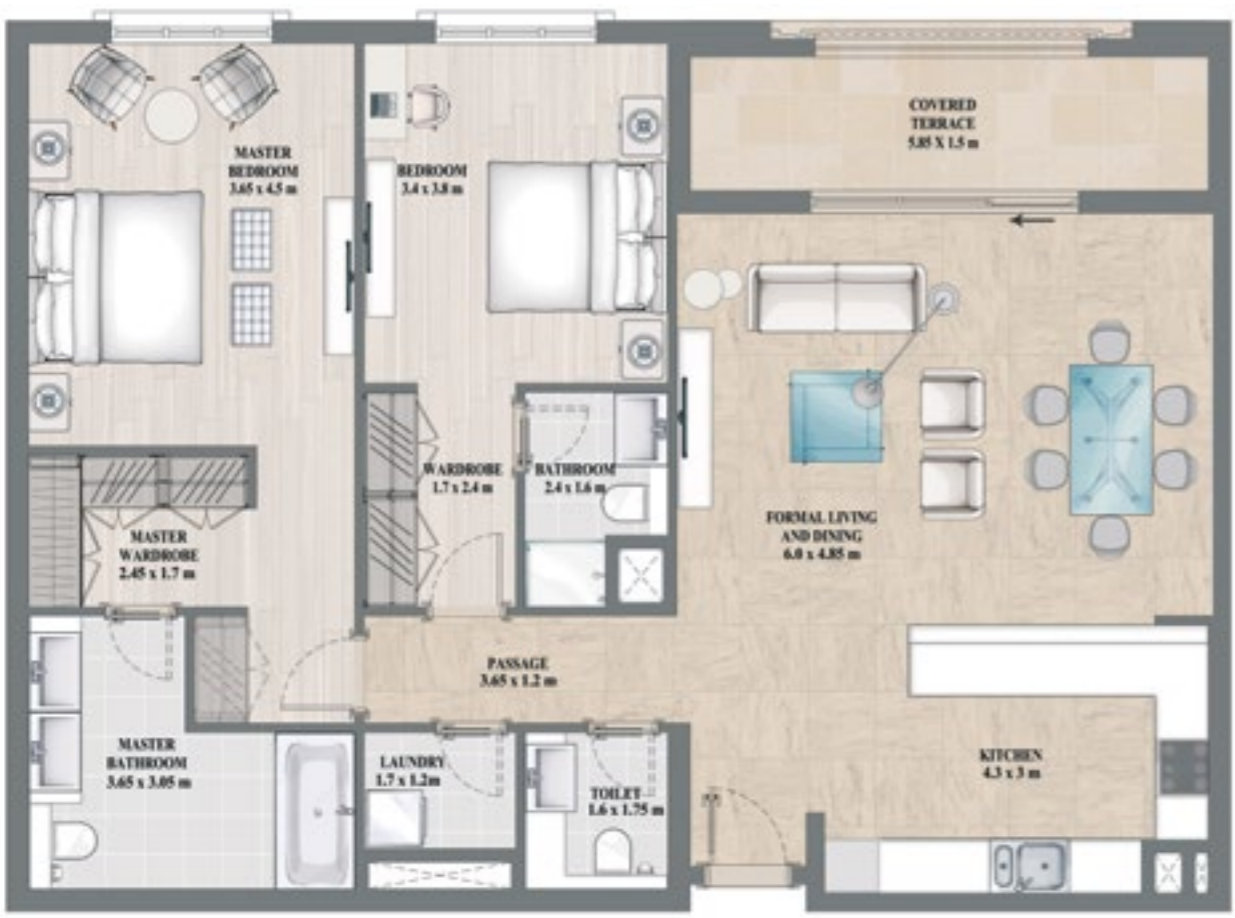 COVERED
TERRACE
5.85 X 1.5 m
MASTER
BEDROOM
3.65 x 4.5 m
BEDROOM
3.4 x 3.8 m
WARDROBE
1.7 x 2.4 m
BATHROOM
2.4 x 1.6 m
FORMAL LIVING
AND DINING
6.0 x 4.85 m
MASTER
WARDROBE
2.45 x 1.7 m
PASSAGE
3.65 x 1.2 m
MASTER
BATHROOM
3.65 x 3.05 m
LAUNDRY
1.7 x 1.2m
TOILET
1.6 x 1.75 m
KITCHEN
4.3 x 3 m